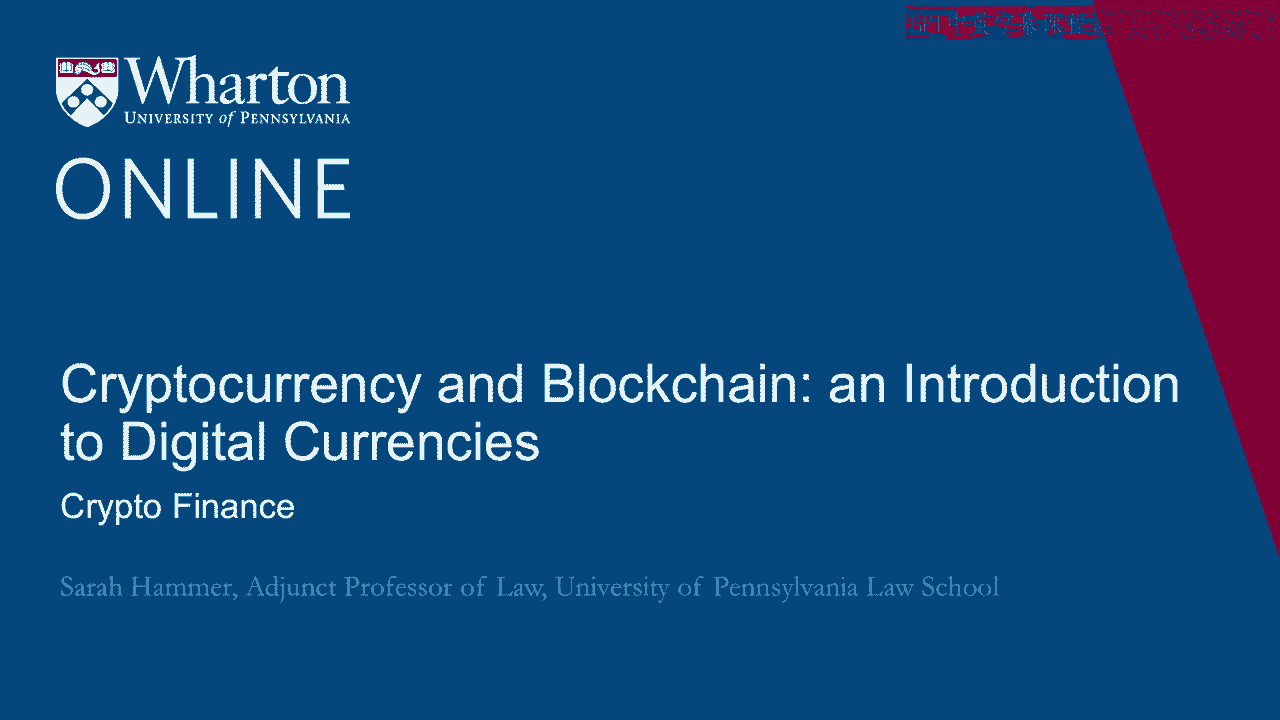 Wharton
UNIVERSITY of PENNSYLVANIA
ONLINE
Cryptocurrency and Blockchain: an Introduction
to Digital Currencies
Crypto Finance
Sarah Hammer, Adjunct Professor of Law, University of Pennsylvania Law School